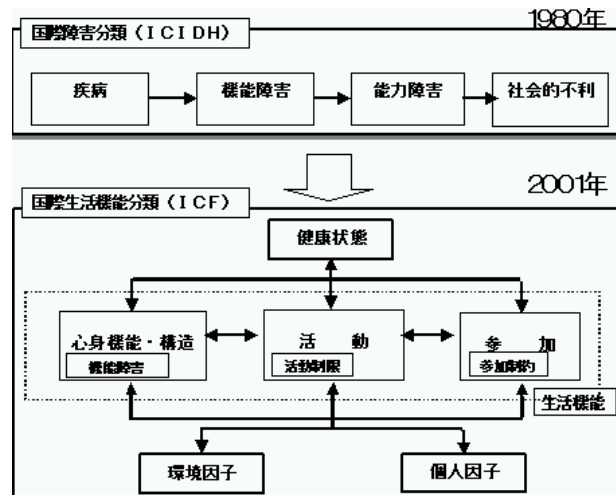 1980年
国際障害分類（ＩＣＩＤＨ）
疾病 機能障害 能力障害 社会的不利
2001年
国際生活機能分類（ＩＣＦ）
健康状態
心身機能・構造 活　動 参　加
機能障害 活動制限 参加制約
生活機能
環境因子 個人因子